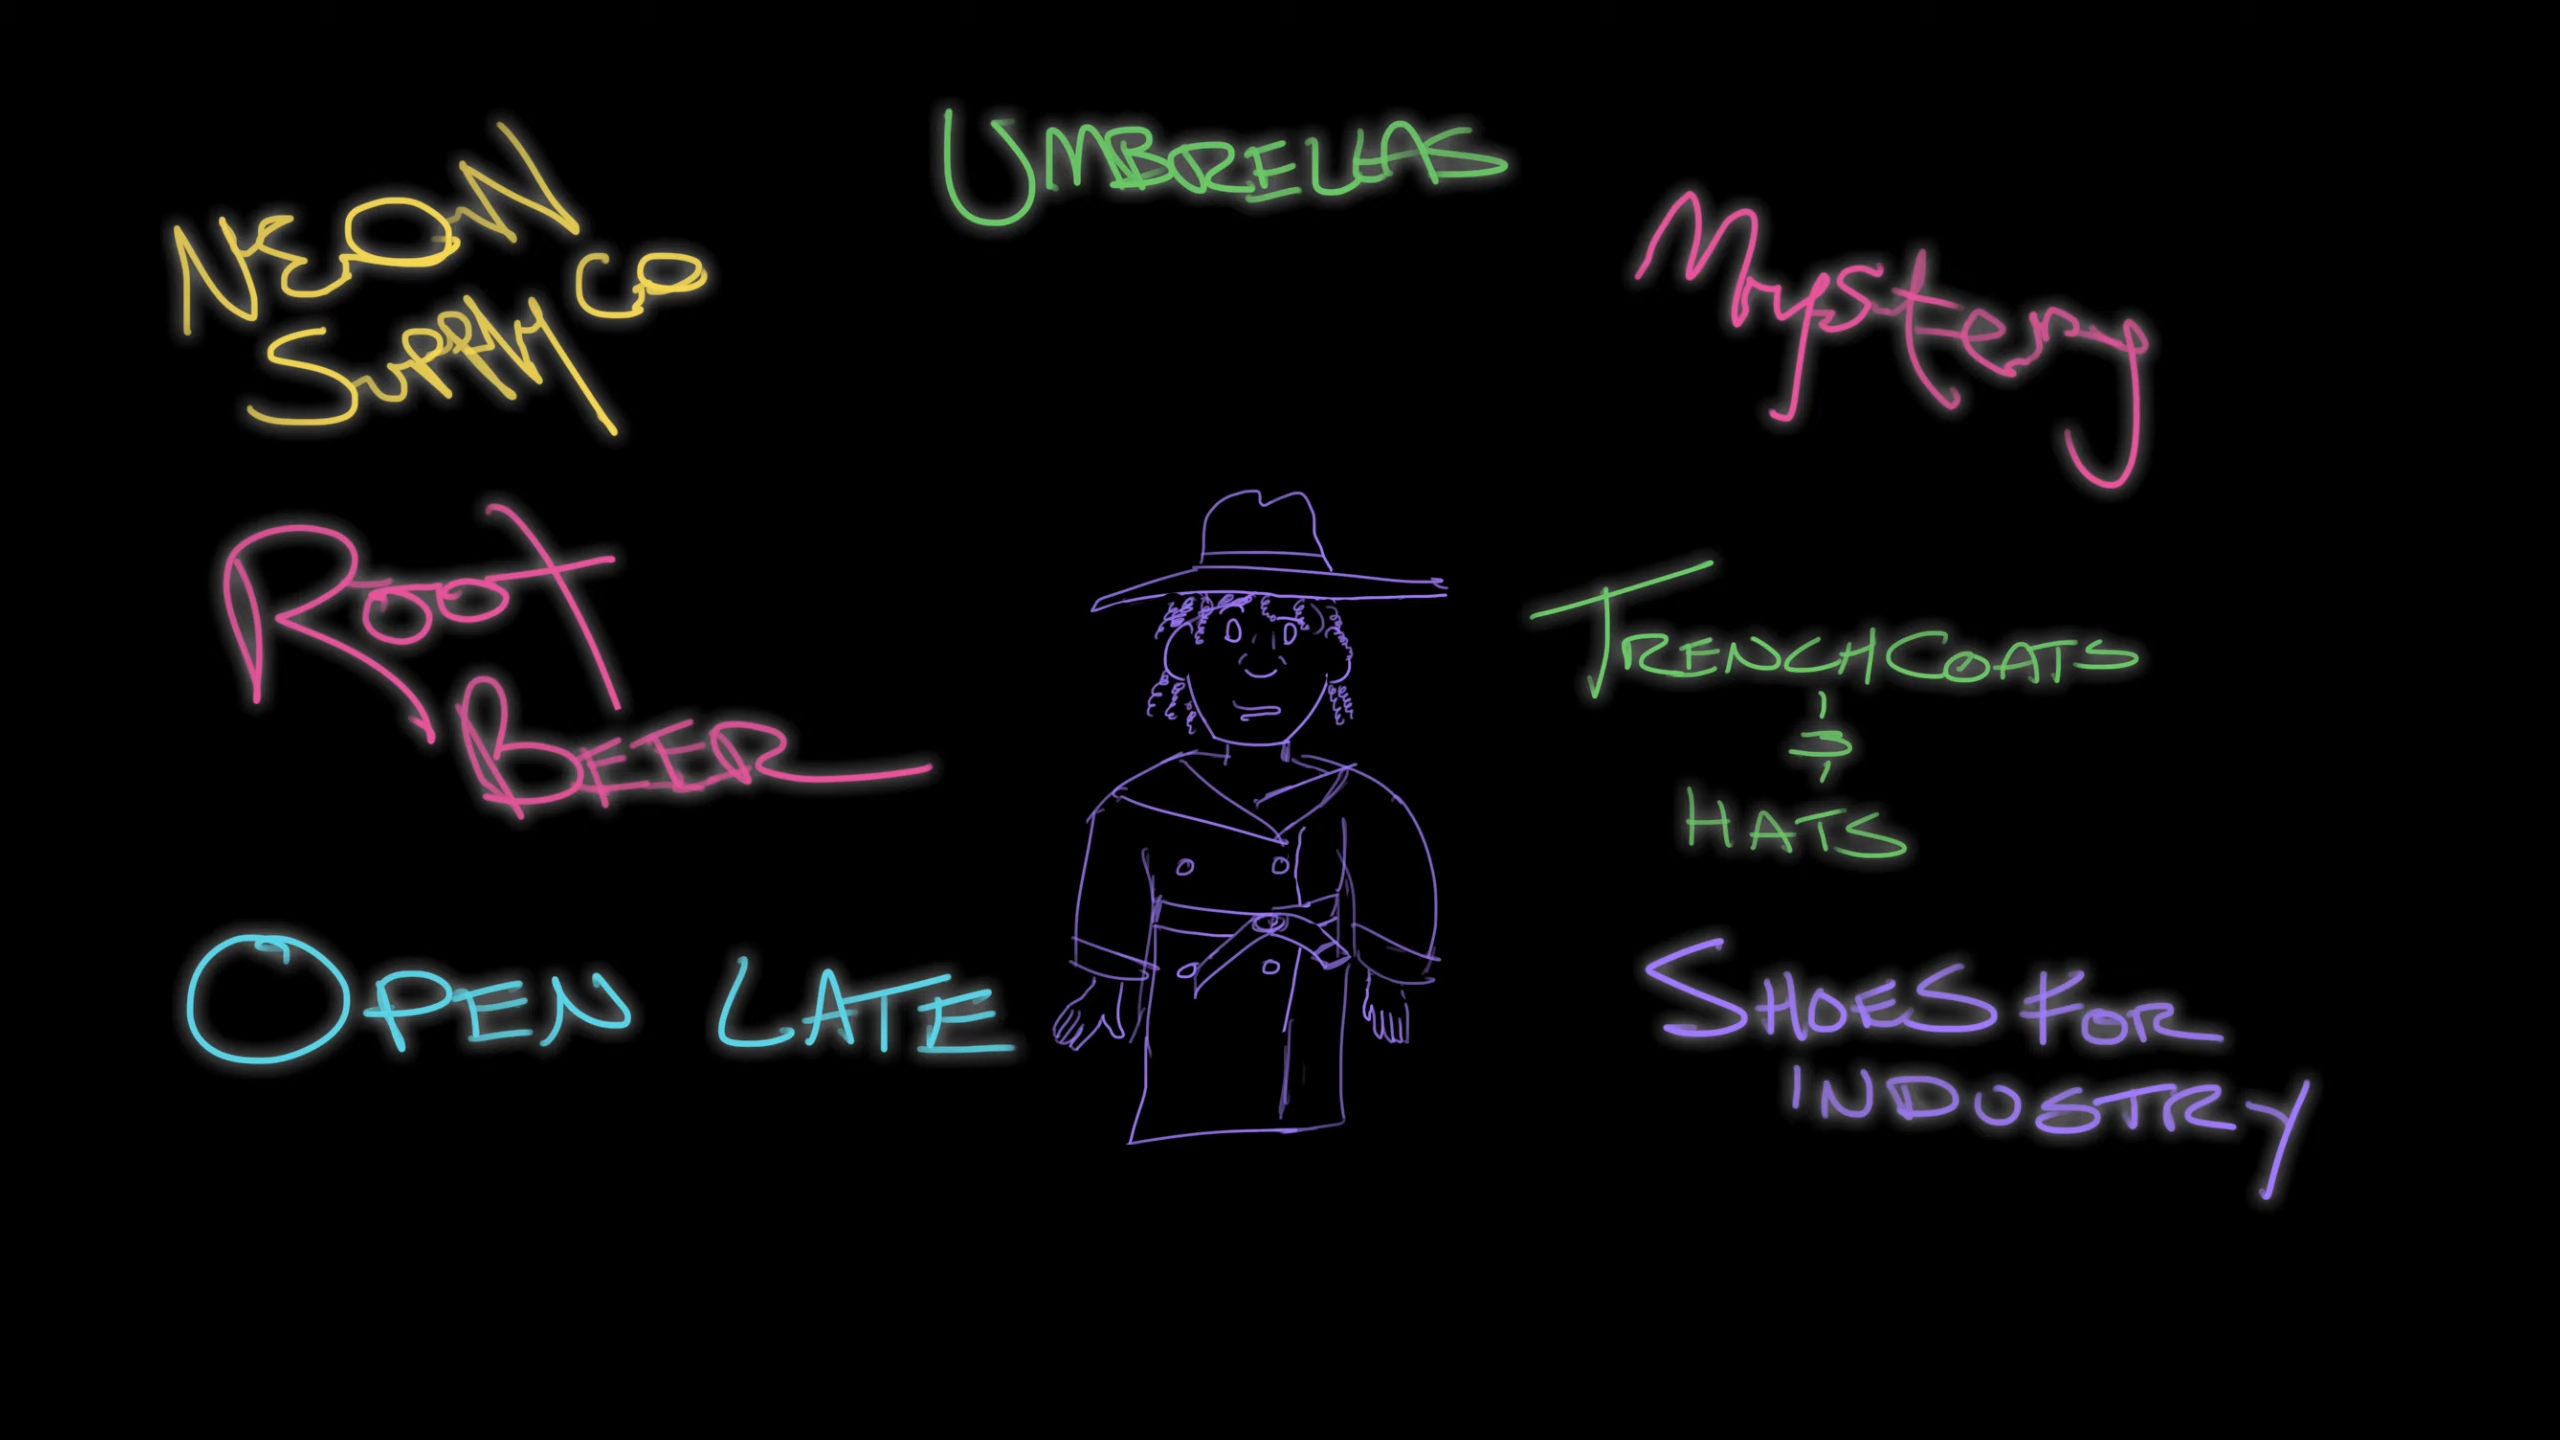 UMBRELLAS
NEON
CO
SUPPLY
Mystery
ROOT
BEER
TRENCHCOATS
&
HATS
OPEN LATE
SHOES FOR
INDUSTRY